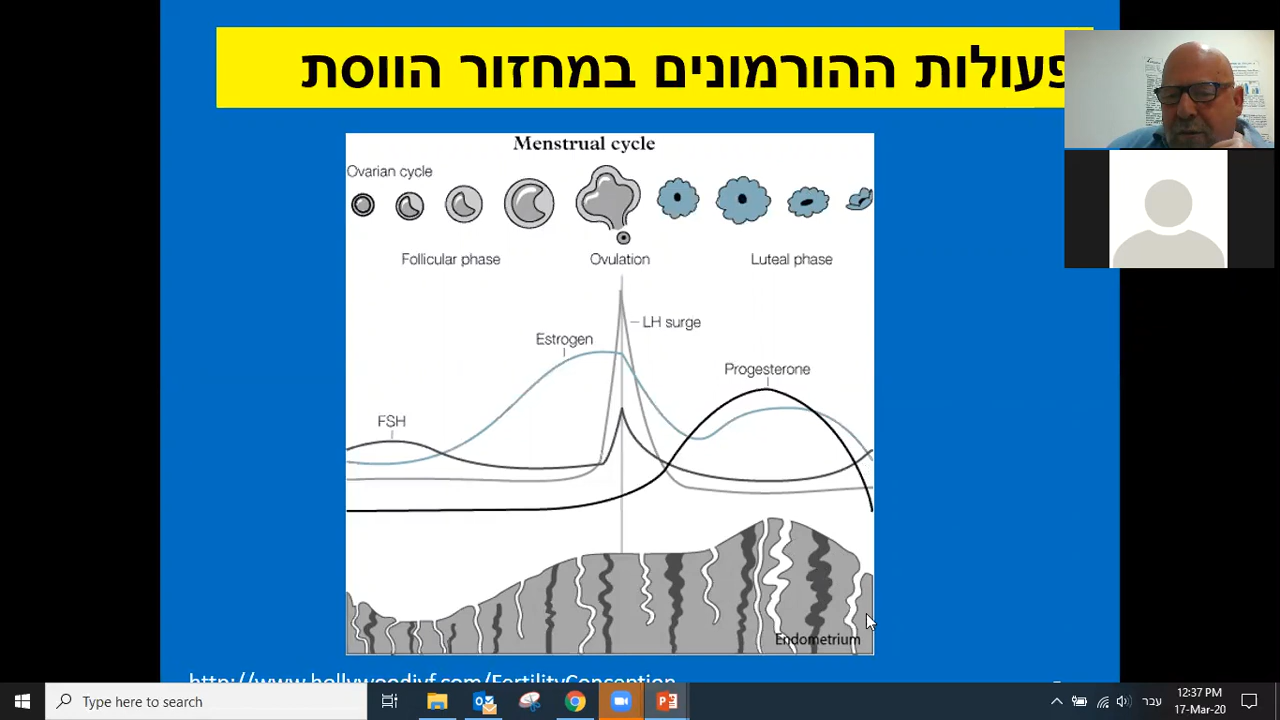 פעולות ההורמונים במחזור הווסת
Menstrual cycle
Ovarian cycle
Follicular phase
Ovulation
Luteal phase
LH surge
Estrogen
Progesterone
FSH
Endometrium
http://www.hollywoodivf.com/FertilityConception
Type here to search
עבר
12:37 PM
17-Mar-20